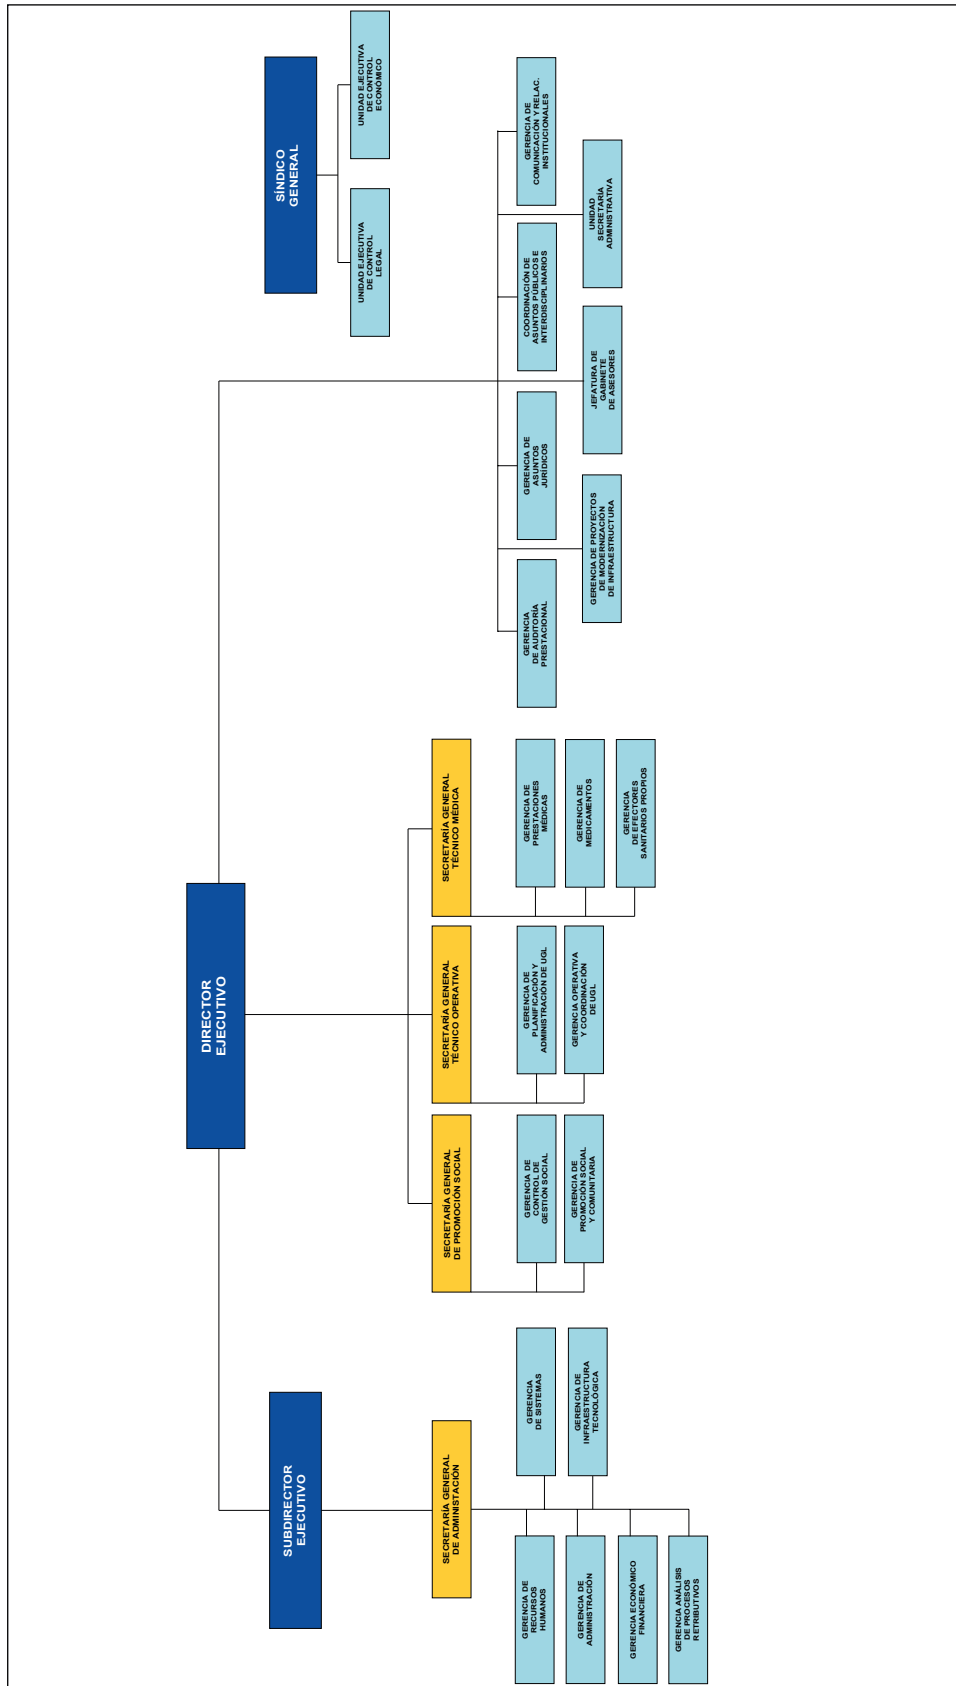 DIRECTOR
EJECUTIVO
SÍNDICO
GENERAL
UNIDAD EJECUTIVA
DE CONTROL
LEGAL
UNIDAD EJECUTIVA
DE CONTROL
ECONÓMICO
SUBDIRECTOR
EJECUTIVO
SECRETARÍA GENERAL
DE ADMINISTACIÓN
SECRETARÍA GENERAL
DE PROMOCIÓN SOCIAL
SECRETARÍA GENERAL
TÉCNICO OPERATIVA
SECRETARÍA GENERAL
TÉCNICO MÉDICA
GERENCIA DE
RECURSOS
HUMANOS
GERENCIA DE
ADMINISTRACIÓN
GERENCIA ECONÓMICO
FINANCIERA
GERENCIA ANÁLISIS
DE PROCESOS
RETRIBUTIVOS
GERENCIA
DE SISTEMAS
GERENCIA DE
INFRAESTRUCTURA
TECNOLÓGICA
GERENCIA DE
CONTROL DE
GESTIÓN SOCIAL
GERENCIA DE
PROMOCIÓN SOCIAL
Y COMUNITARIA
GERENCIA DE
PLANIFICACIÓN Y
ADMINISTRACIÓN DE UGL
GERENCIA OPERATIVA
Y COORDINACIÓN
DE UGL
GERENCIA DE
PRESTACIONES
MÉDICAS
GERENCIA DE
MEDICAMENTOS
GERENCIA
DE EFECTORES
SANITARIOS PROPIOS
GERENCIA
DE AUDITORÍA
PRESTACIONAL
GERENCIA DE
ASUNTOS
JURÍDICOS
COORDINACIÓN DE
ASUNTOS PÚBLICOS E
INTERDISCIPLINARIOS
GERENCIA DE
COMUNICACIÓN Y RELAC.
INSTITUCIONALES
GERENCIA DE PROYECTOS
DE MODERNIZACIÓN
DE INFRAESTRUCTURA
JEFATURA DE
GABINETE
DE ASESORES
UNIDAD
SECRETARÍA
ADMINISTRATIVA